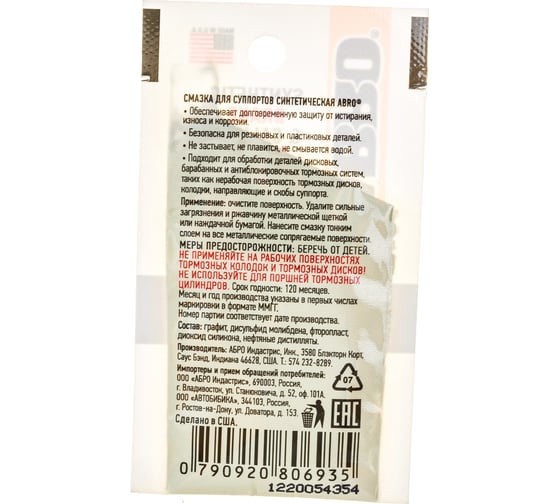 MADE IN U.S.A.
СМАЗКА ДЛЯ СУППОРТОВ СИНТЕТИЧЕСКАЯ ABRO®
• Обеспечивает долговременную защиту от истирания,
износа и коррозии.
• Безопасна для резиновых и пластиковых деталей.
• Не застывает, не плавится, не смывается водой.
• Подходит для обработки деталей дисковых,
барабанных и антиблокировочных тормозных систем,
таких как нерабочая поверхность тормозных дисков,
колодки, направляющие и скобы суппорта.
Применение: очистите поверхность. Удалите сильные
загрязнения и ржавчину металлической щеткой
или наждачной бумагой. Нанесите смазку тонким
слоем на все металлические сопрягаемые поверхности.
МЕРЫ ПРЕДОСТОРОЖНОСТИ: БЕРЕЧЬ ОТ ДЕТЕЙ.
НЕ ПРИМЕНЯЙТЕ НА РАБОЧИХ ПОВЕРХНОСТЯХ
ТОРМОЗНЫХ КОЛОДОК И ТОРМОЗНЫХ ДИСКОВ!
НЕ ИСПОЛЬЗУЙТЕ ДЛЯ ПОРШНЕЙ ТОРМОЗНЫХ
ЦИЛИНДРОВ. Срок годности: 120 месяцев.
Месяц и год производства указаны в первых числах
маркировки в формате ММГГ.
Номер партии соответствует дате производства.
Состав: графит, дисульфид молибдена, фторопласт,
диоксид силикона, нефтяные дистилляты.
Производитель: АБРО Индастрис, Инк., 3580 Блэкторн Корт,
Саус Бэнд, Индиана 46628, США. Т.: 574 232-8289.
Импортеры и прием обращений потребителей:
ООО «АБРО Индастрис», 690003, Россия,
г. Владивосток, ул. Станюковича, д. 52, оф. 101А.
ООО «АВТОБИБИКА», 344103, Россия,
г. Ростов-на-Дону, ул. Доватора, д. 153.
Сделано в США.
07
EAC
0 790920 806935
1220054354
ABRO
SYNTHETIC